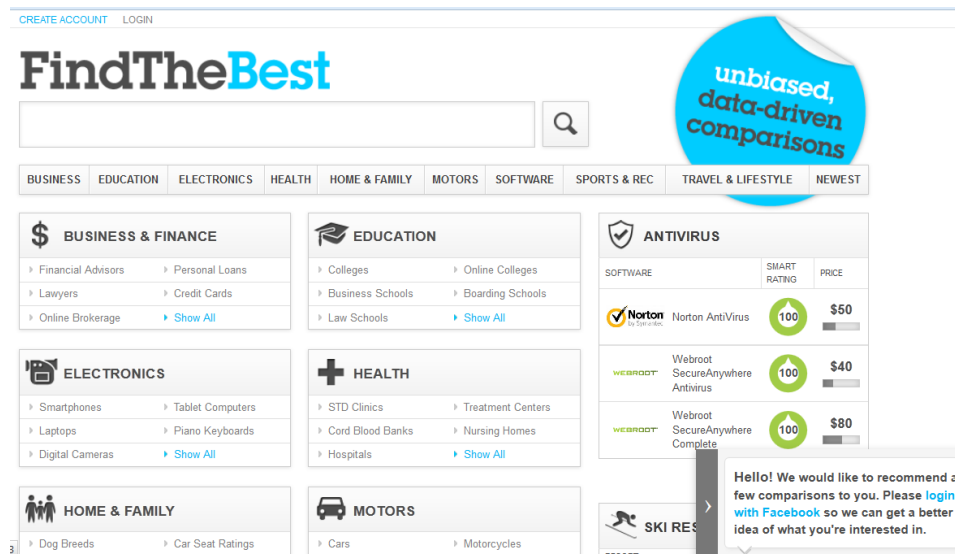 CREATE ACCOUNT LOGIN
FindTheBest
unbiased,
data-driven
comparisons
BUSINESS EDUCATION ELECTRONICS HEALTH HOME & FAMILY MOTORS SOFTWARE SPORTS & REC TRAVEL & LIFESTYLE NEWEST
$ BUSINESS & FINANCE
Financial Advisors Personal Loans
Lawyers Credit Cards
Online Brokerage Show All
EDUCATION
Colleges Online Colleges
Business Schools Boarding Schools
Law Schools Show All
ANTIVIRUS
SOFTWARE SMART RATING PRICE
Norton by Symantec Norton AntiVirus 100 $50
WEBROOT Webroot SecureAnywhere Antivirus 100 $40
WEBROOT Webroot SecureAnywhere Complete 100 $80
ELECTRONICS
Smartphones Tablet Computers
Laptops Piano Keyboards
Digital Cameras Show All
HEALTH
STD Clinics Treatment Centers
Cord Blood Banks Nursing Homes
Hospitals Show All
HOME & FAMILY
Dog Breeds Car Seat Ratings
MOTORS
Cars Motorcycles
SKI RES
Hello! We would like to recommend a
few comparisons to you. Please login
with Facebook so we can get a better
idea of what you're interested in.